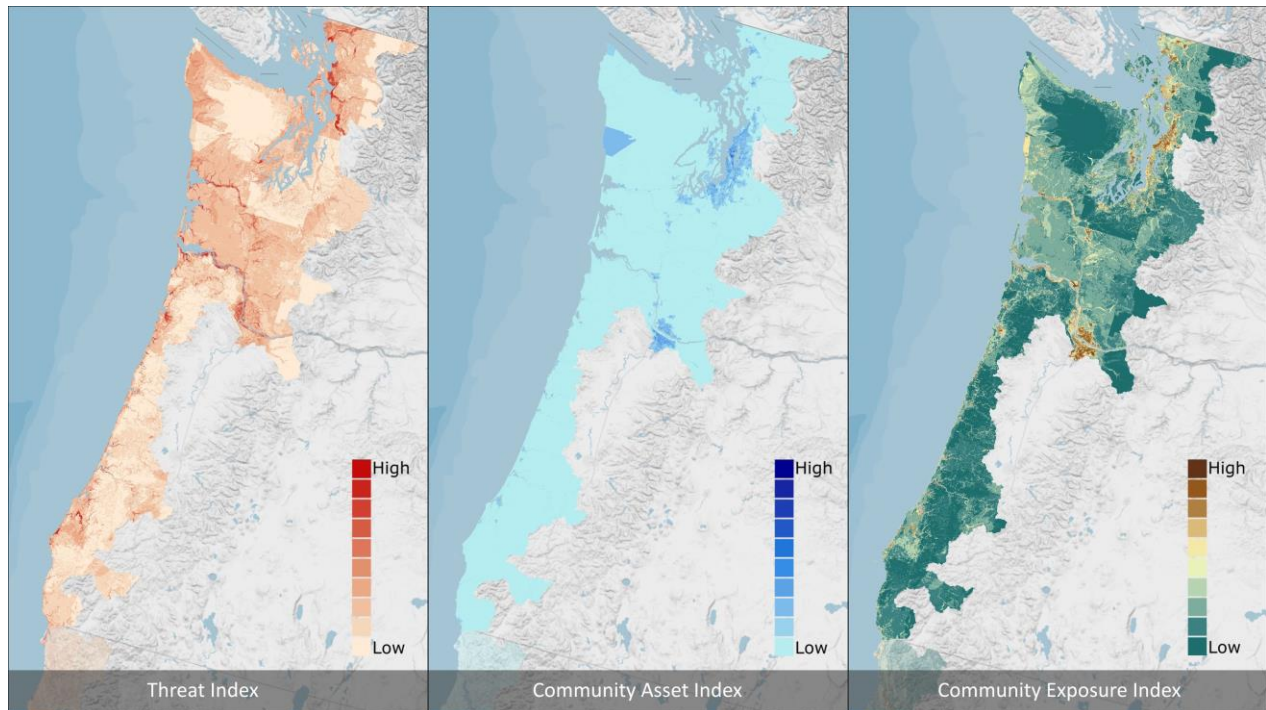 High
Low
Threat Index
High
Low
Community Asset Index
High
Low
Community Exposure Index